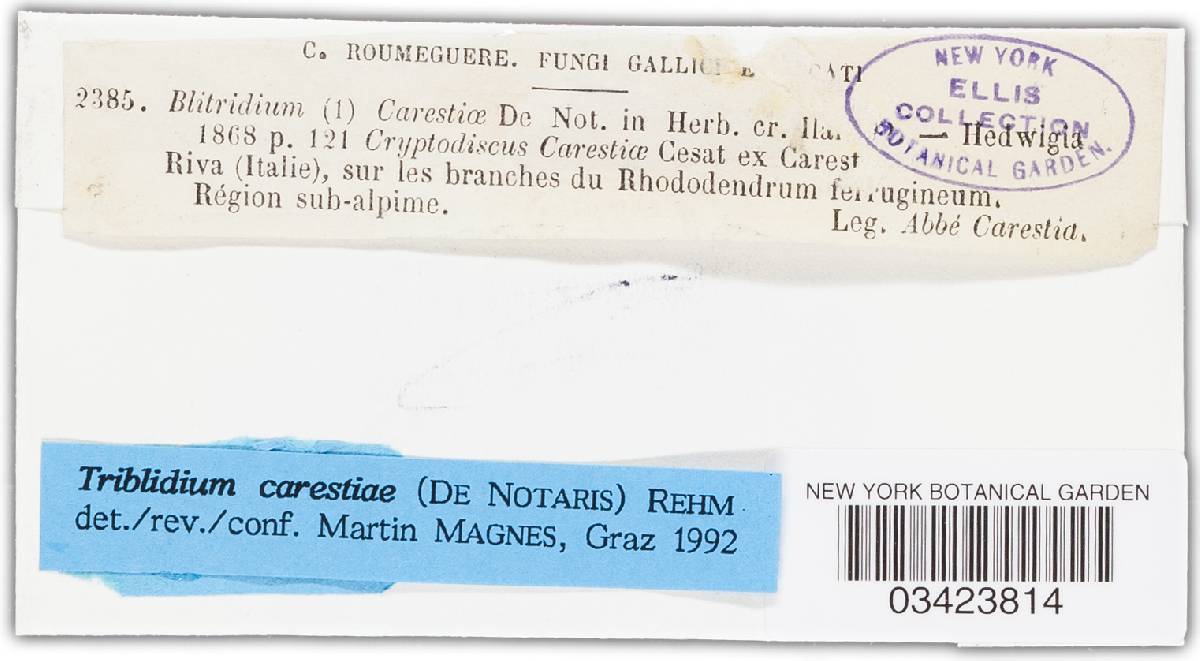 C. ROUMEGUERE. FUNGI GALLICI
2385. Blitridium (1) Carestiæ De Not. in Herb. cr. — Hedwigia
1868 p. 121 Cryptodiscus Carestiæ Cesat ex Carest
Riva (Italie), sur les branches du Rhododendrum ferrugineum.
Région sub-alpime.
Leg. Abbé Carestia.
NEW YORK
ELLIS
COLLECTION
BOTANICAL GARDEN.
Triblidium carestiae (DE NOTARIS) REHM
det./rev./conf. Martin MAGNES, Graz 1992
NEW YORK BOTANICAL GARDEN
03423814